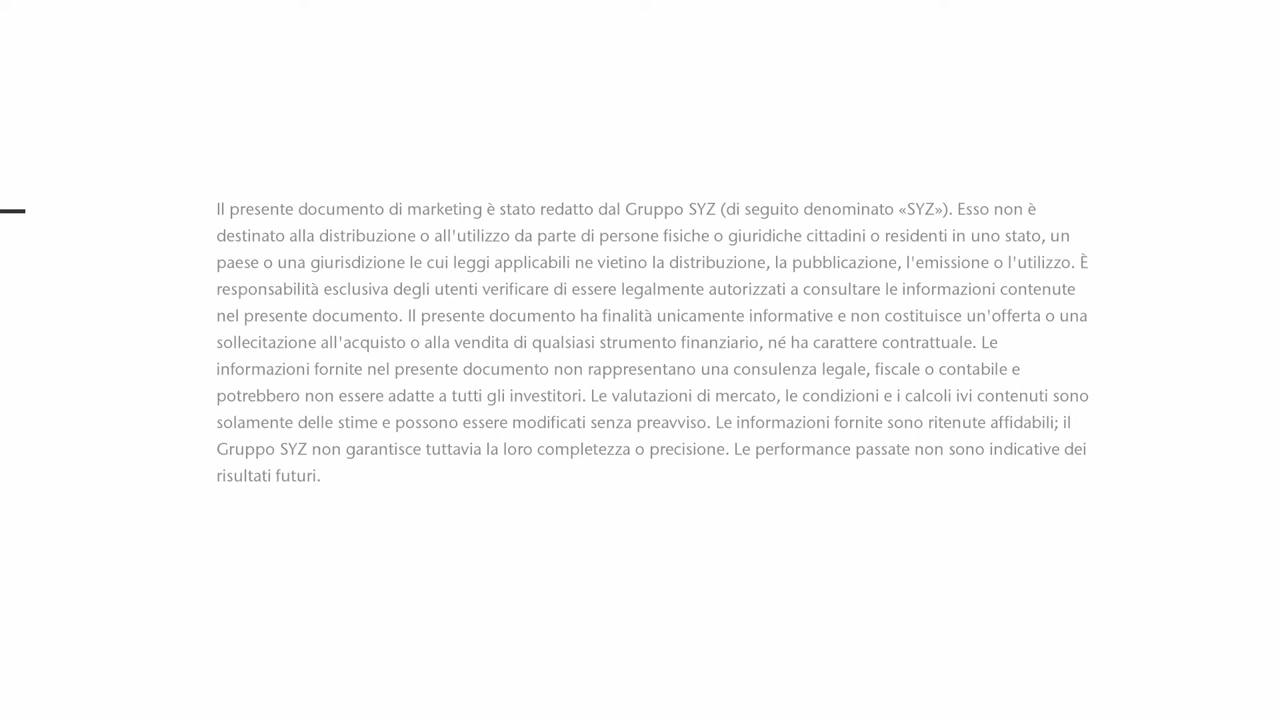 Il presente documento di marketing è stato redatto dal Gruppo SYZ (di seguito denominato «SYZ»). Esso non è
destinato alla distribuzione o all'utilizzo da parte di persone fisiche o giuridiche cittadini o residenti in uno stato, un
paese o una giurisdizione le cui leggi applicabili ne vietino la distribuzione, la pubblicazione, l'emissione o l'utilizzo. È
responsabilità esclusiva degli utenti verificare di essere legalmente autorizzati a consultare le informazioni contenute
nel presente documento. Il presente documento ha finalità unicamente informative e non costituisce un'offerta o una
sollecitazione all'acquisto o alla vendita di qualsiasi strumento finanziario, né ha carattere contrattuale. Le
informazioni fornite nel presente documento non rappresentano una consulenza legale, fiscale o contabile e
potrebbero non essere adatte a tutti gli investitori. Le valutazioni di mercato, le condizioni e i calcoli ivi contenuti sono
solamente delle stime e possono essere modificati senza preavviso. Le informazioni fornite sono ritenute affidabili; il
Gruppo SYZ non garantisce tuttavia la loro completezza o precisione. Le performance passate non sono indicative dei
risultati futuri.